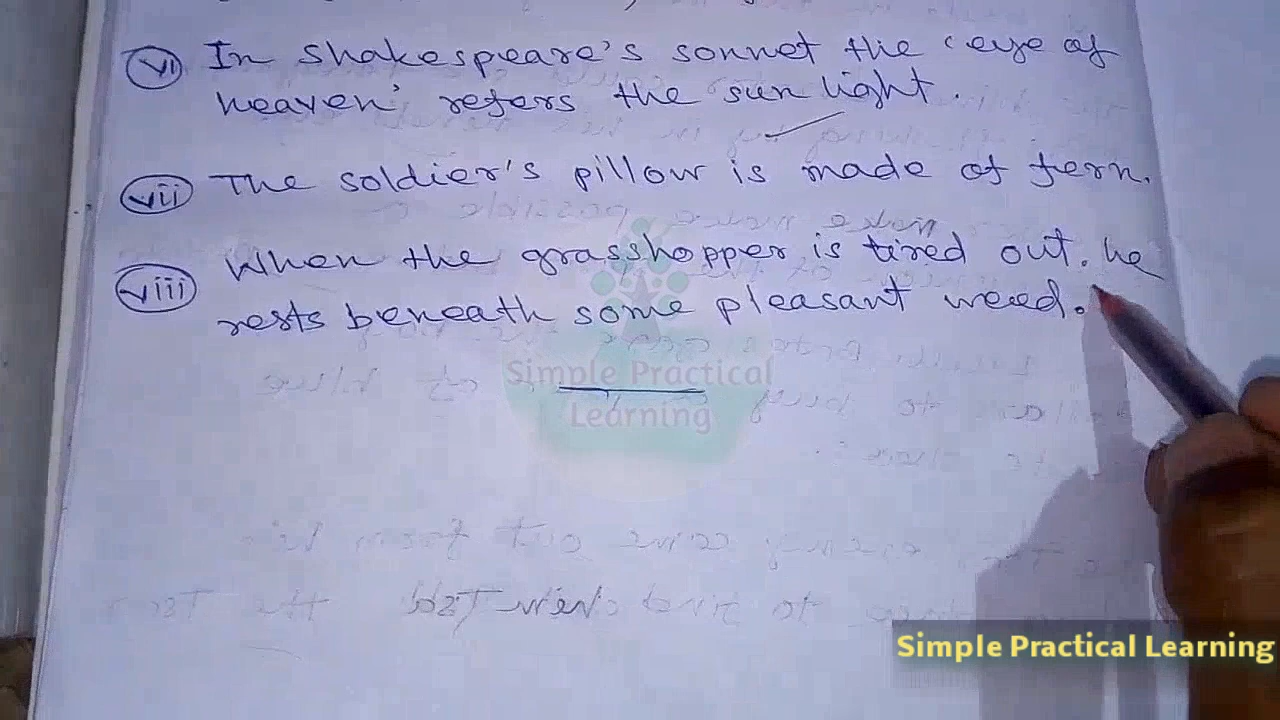 vi In Shakespeare's sonnet the 'eye of
heaven' refers the sun light.
vii The soldier's pillow is made of fern.
viii When the grasshopper is tired out. he
rests beneath some pleasant weed.
Simple Practical
Learning
Simple Practical Learning